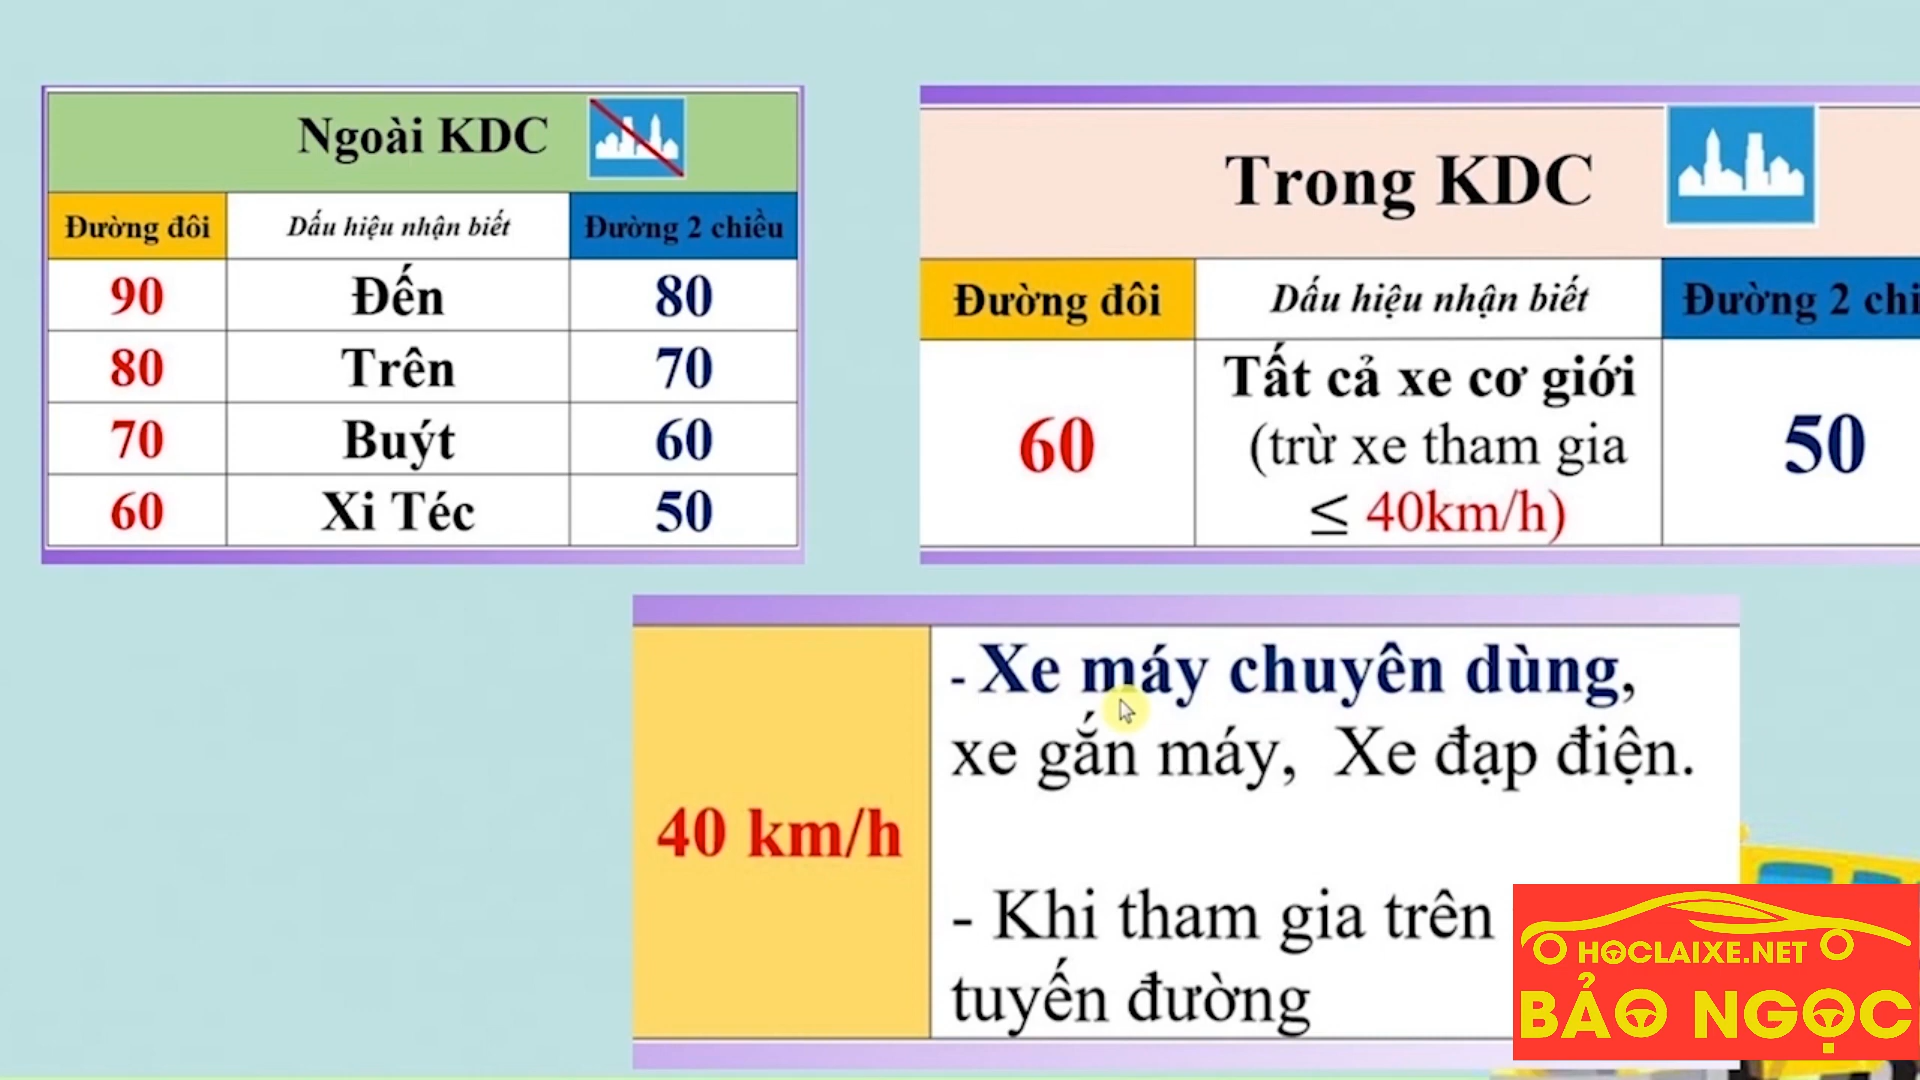 Ngoài KDC
Đường đôi Dấu hiệu nhận biết Đường 2 chiều
90 Đến 80
80 Trên 70
70 Buýt 60
60 Xi Téc 50
Trong KDC
Đường đôi Dấu hiệu nhận biết Đường 2 chi
Tất cả xe cơ giới
60 (trừ xe tham gia 50
≤ 40km/h)
- Xe máy chuyên dùng,
xe gắn máy, Xe đạp điện.
40 km/h
- Khi tham gia trên
tuyến đường
HOCLAIXE.NET
BẢO NGỌC